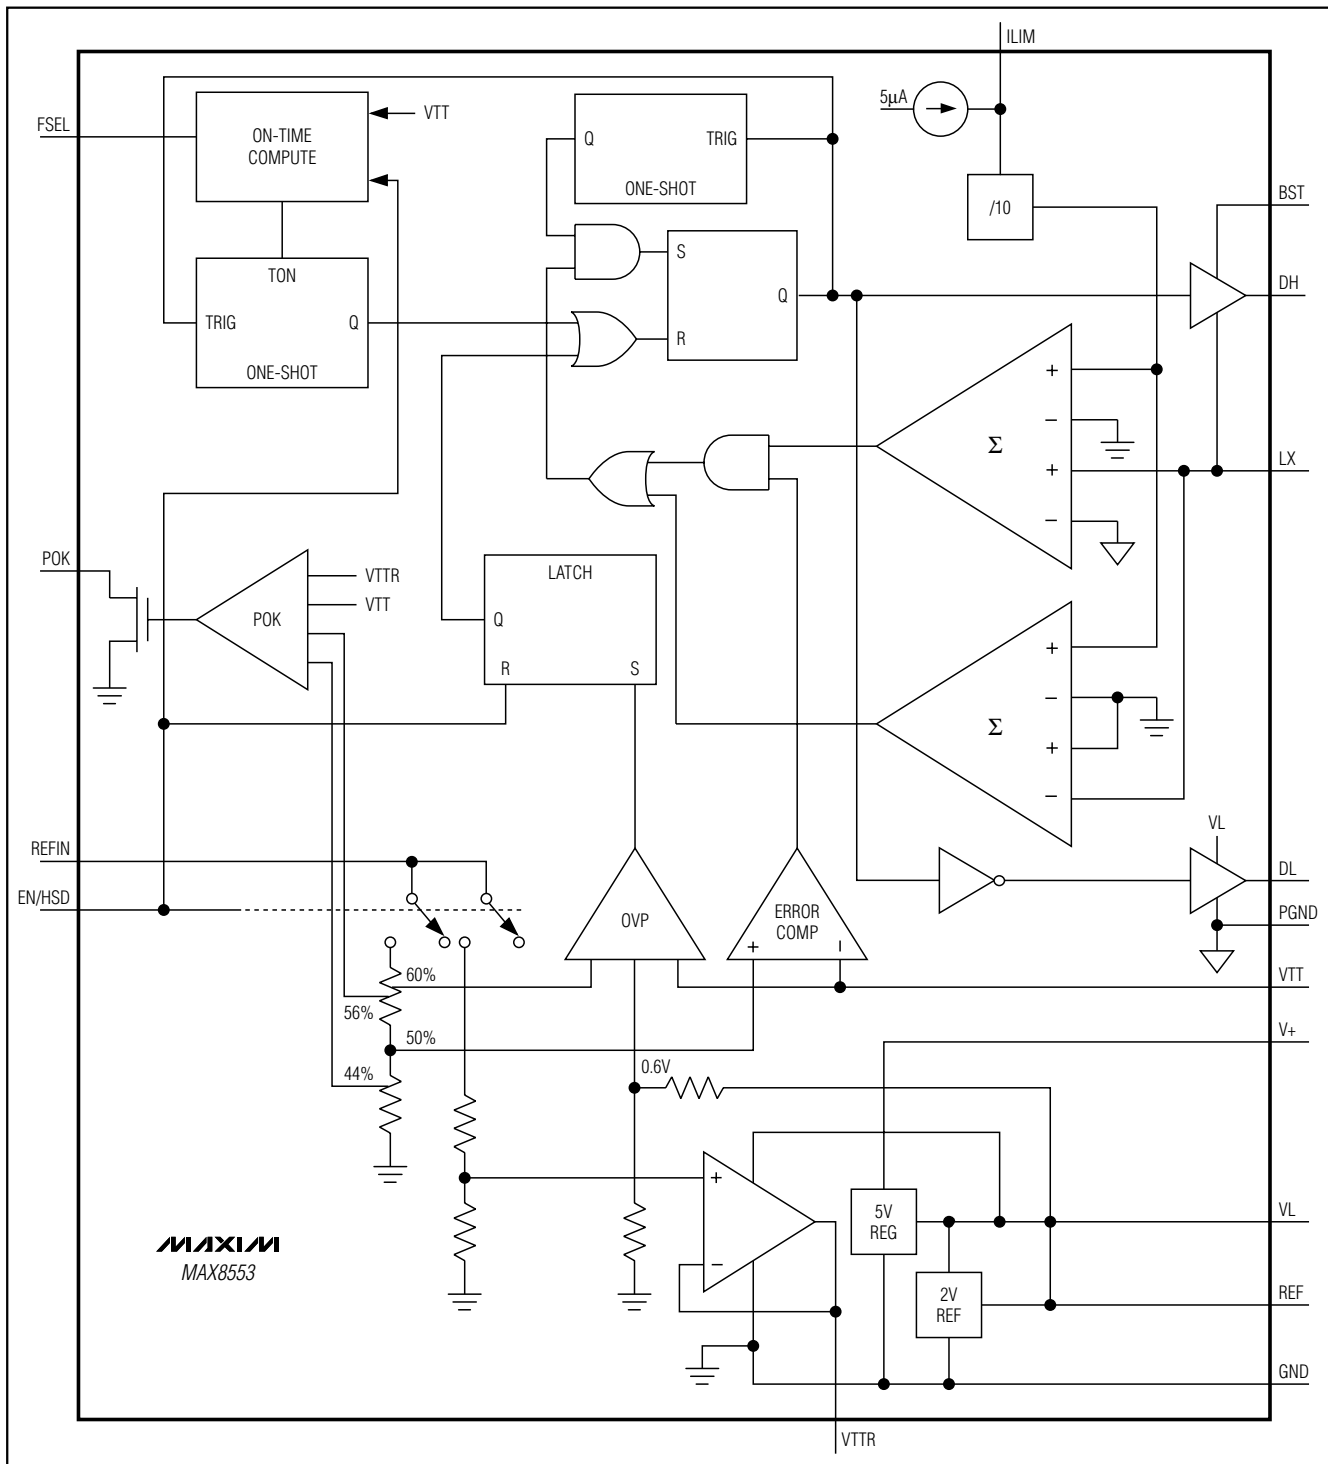 ILIM
5µA
FSEL
ON-TIME
COMPUTE
VTT
Q
TRIG
ONE-SHOT
/10
BST
TON
TRIG
Q
ONE-SHOT
S
Q
R
DH
+
−
Σ
+
−
LX
POK
POK
VTTR
VTT
LATCH
Q
R
S
+
−
Σ
+
−
REFIN
EN/HSD
OVP
ERROR
COMP
+
−
VL
DL
PGND
60%
56%
50%
44%
0.6V
VTT
V+
+
−
5V
REG
VL
2V
REF
REF
GND
MAXIM
MAX8553
VTTR